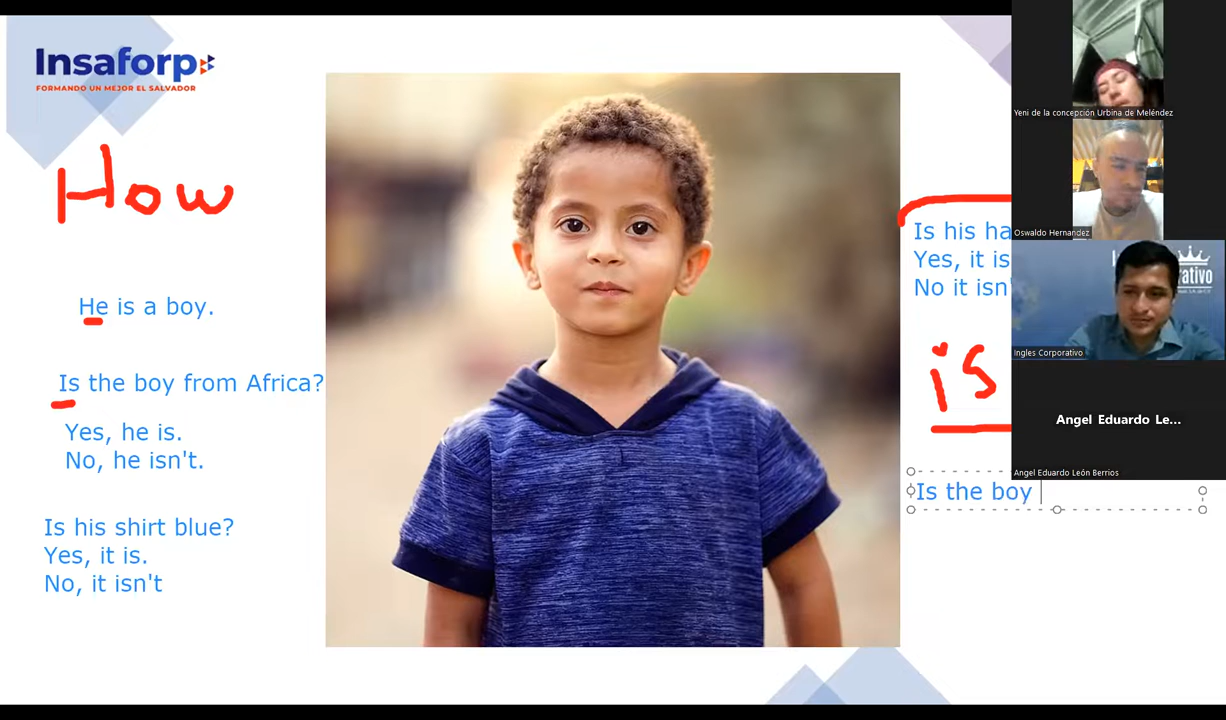 Insaforp
FORMANDO UN MEJOR EL SALVADOR
How
He is a boy.
Is the boy from Africa?
Yes, he is.
No, he isn't.
Is his shirt blue?
Yes, it is.
No, it isn't
Is his
Yes, it is
No it
is
Is the boy
Yeni de la concepción Urbina de Meléndez
Oswaldo Hernandez
Ingles Corporativo
Angel Eduardo Le...
Angel Eduardo León Berrios